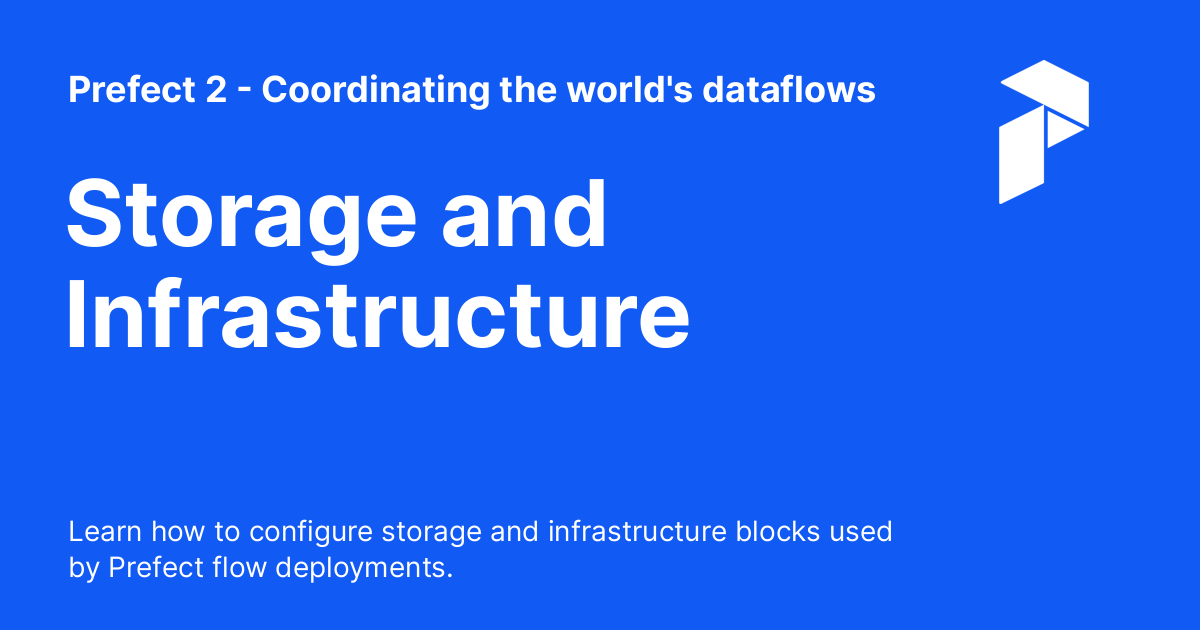 Prefect 2 - Coordinating the world's dataflows
Storage and
Infrastructure
Learn how to configure storage and infrastructure blocks used
by Prefect flow deployments.